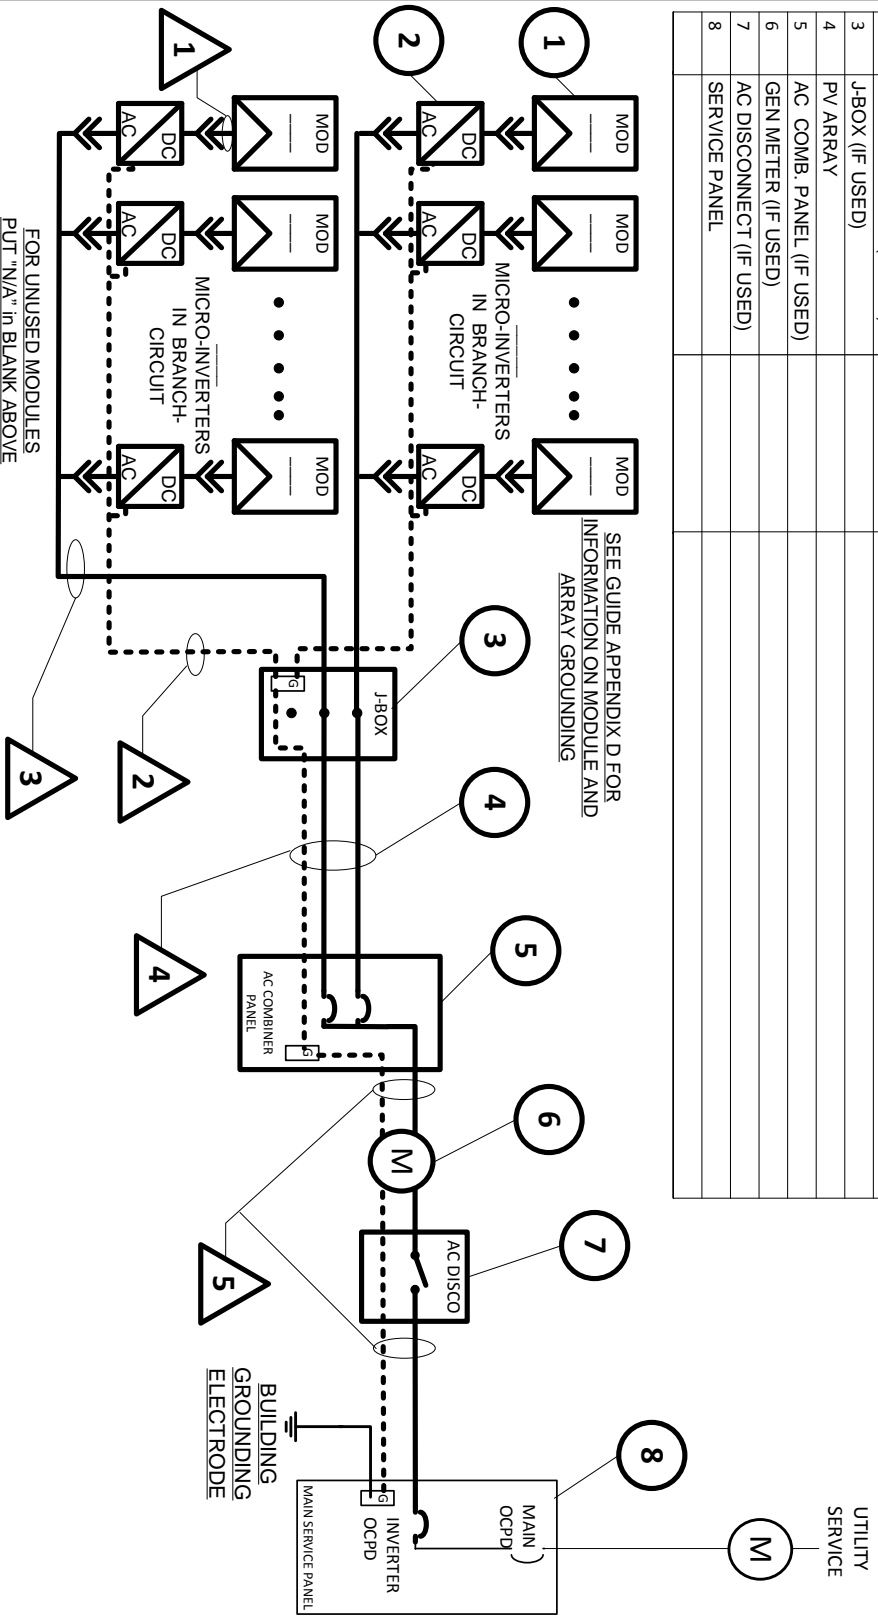 3 J-BOX (IF USED)
4 PV ARRAY
5 AC COMB. PANEL (IF USED)
6 GEN METER (IF USED)
7 AC DISCONNECT (IF USED)
8 SERVICE PANEL
1
2
MOD
MOD
MOD
DC
AC
DC
AC
DC
AC
MICRO-INVERTERS
IN BRANCH-
CIRCUIT
SEE GUIDE APPENDIX D FOR
INFORMATION ON MODULE AND
ARRAY GROUNDING
1
MOD
MOD
MOD
DC
AC
DC
AC
DC
AC
MICRO-INVERTERS
IN BRANCH-
CIRCUIT
FOR UNUSED MODULES
PUT "N/A" in BLANK ABOVE
3
J-BOX
G
4
2
3
4
5
AC COMBINER
PANEL
G
6
M
7
AC DISCO
5
8
UTILITY
SERVICE
M
MAIN
OCPD
INVERTER
OCPD
G
MAIN SERVICE PANEL
BUILDING
GROUNDING
ELECTRODE